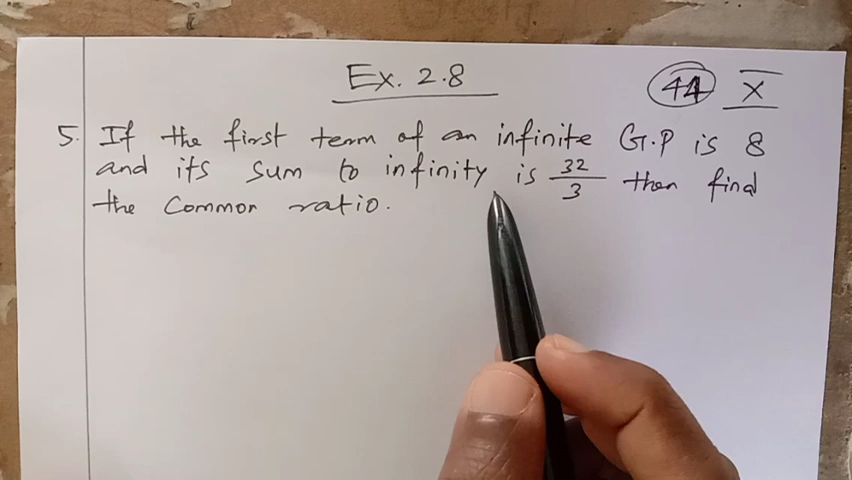 Ex. 2.8
44 X
5. If the first term of an infinite G.P is 8
and its sum to infinity is 32/3 then find
the common ratio.